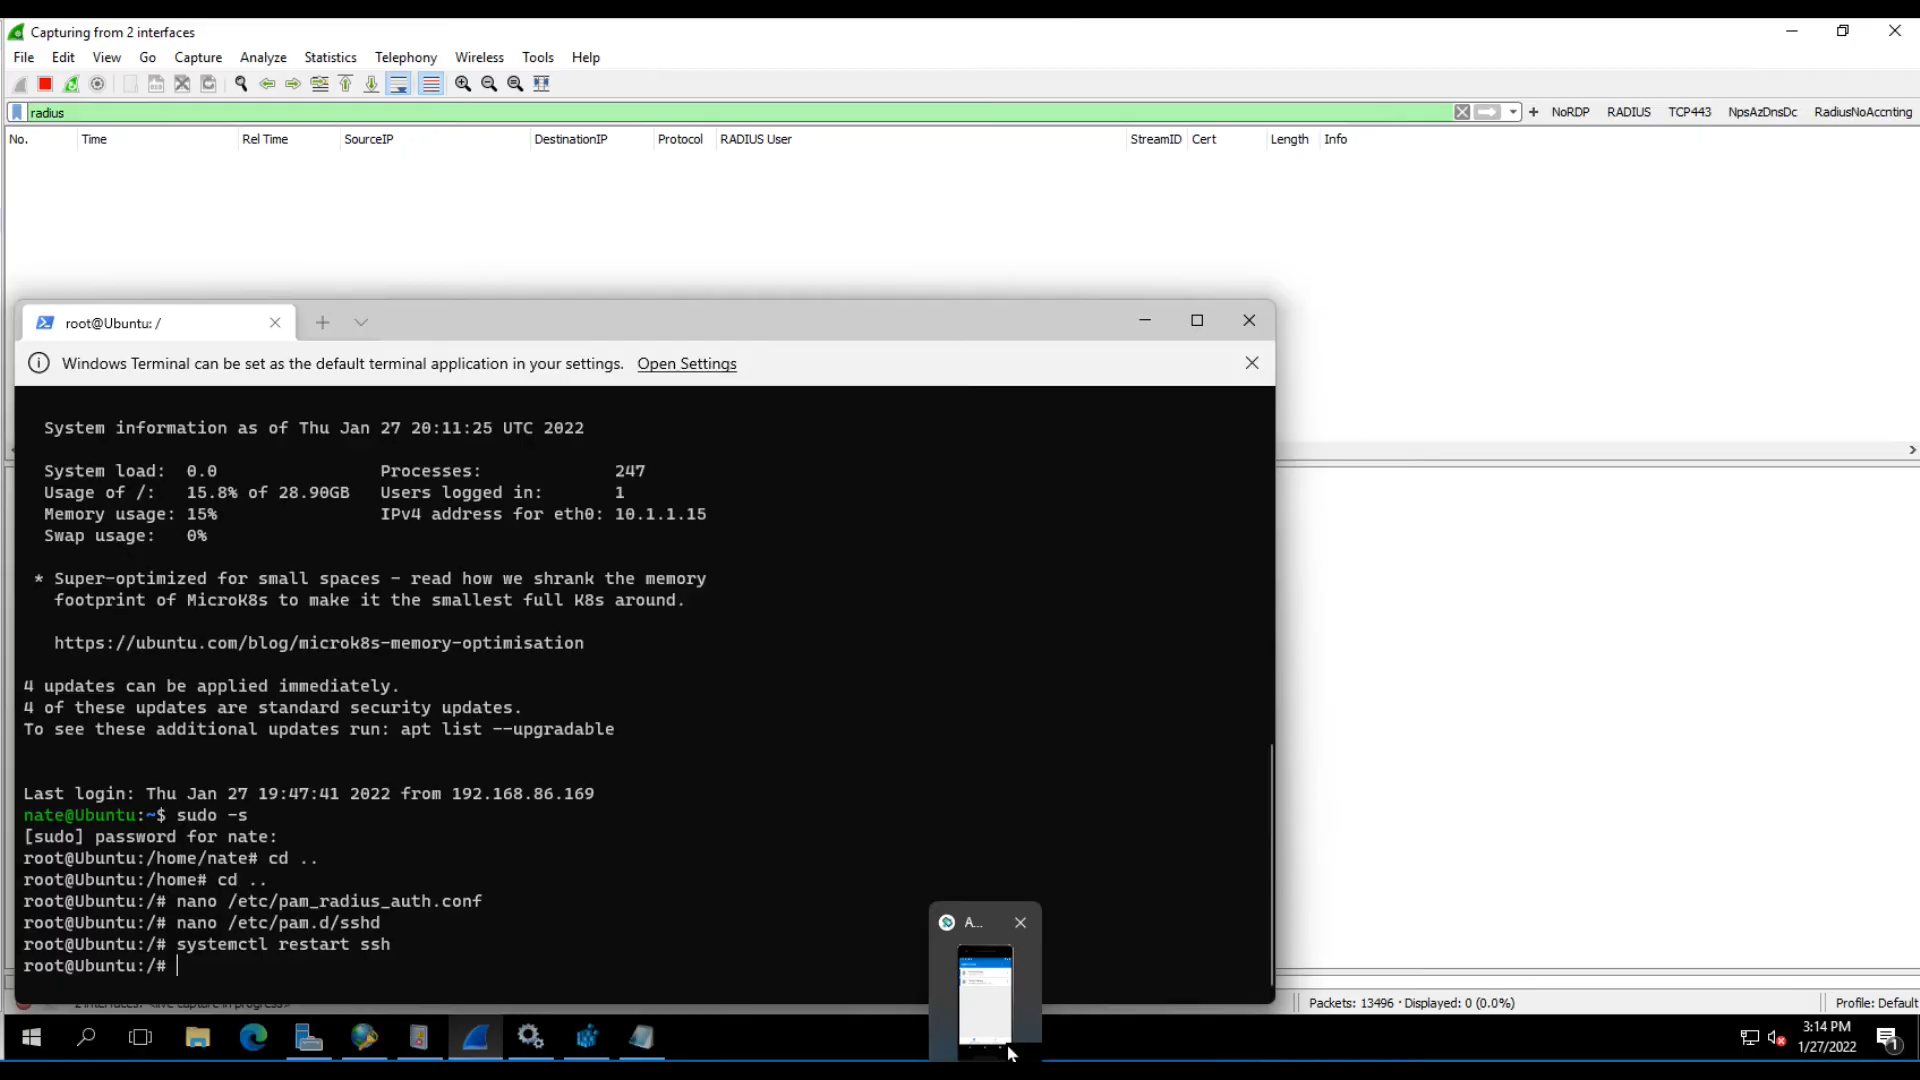 Capturing from 2 interfaces
File Edit View Go Capture Analyze Statistics Telephony Wireless Tools Help
radius
NoRDP RADIUS TCP443 NpsAzDnsDc RadiusNoAccnting
No. Time Rel Time SourceIP DestinationIP Protocol RADIUS User StreamID Cert Length Info
root@Ubuntu: /
Windows Terminal can be set as the default terminal application in your settings. Open Settings
System information as of Thu Jan 27 20:11:25 UTC 2022
System load: 0.0 Processes: 247
Usage of /: 15.8% of 28.90GB Users logged in: 1
Memory usage: 15% IPv4 address for eth0: 10.1.1.15
Swap usage: 0%
* Super-optimized for small spaces - read how we shrank the memory
footprint of MicroK8s to make it the smallest full K8s around.
https://ubuntu.com/blog/microk8s-memory-optimisation
4 updates can be applied immediately.
4 of these updates are standard security updates.
To see these additional updates run: apt list --upgradable
Last login: Thu Jan 27 19:47:41 2022 from 192.168.86.169
nate@Ubuntu:~$ sudo -s
[sudo] password for nate:
root@Ubuntu:/home/nate# cd ..
root@Ubuntu:/home# cd ..
root@Ubuntu:/# nano /etc/pam_radius_auth.conf
root@Ubuntu:/# nano /etc/pam.d/sshd
root@Ubuntu:/# systemctl restart ssh
root@Ubuntu:/#
A...
2 interfaces: <live capture in progress>
Packets: 13496 · Displayed: 0 (0.0%)
Profile: Default
3:14 PM
1/27/2022
1